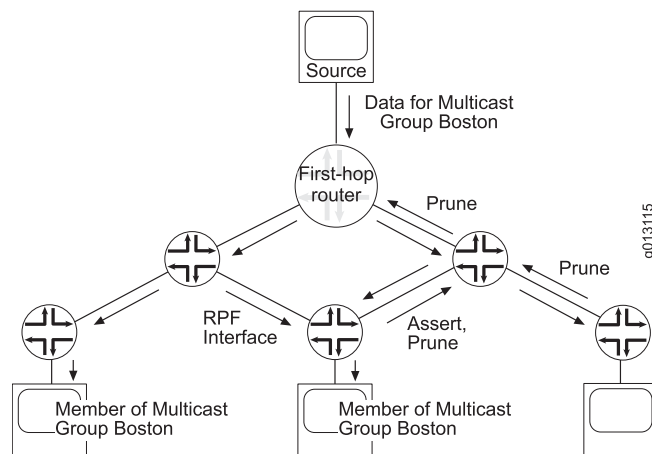 Source
Data for Multicast
Group Boston
First-hop
router
Prune
g013115
Prune
RPF
Interface
Assert,
Prune
Member of Multicast
Group Boston
Member of Multicast
Group Boston